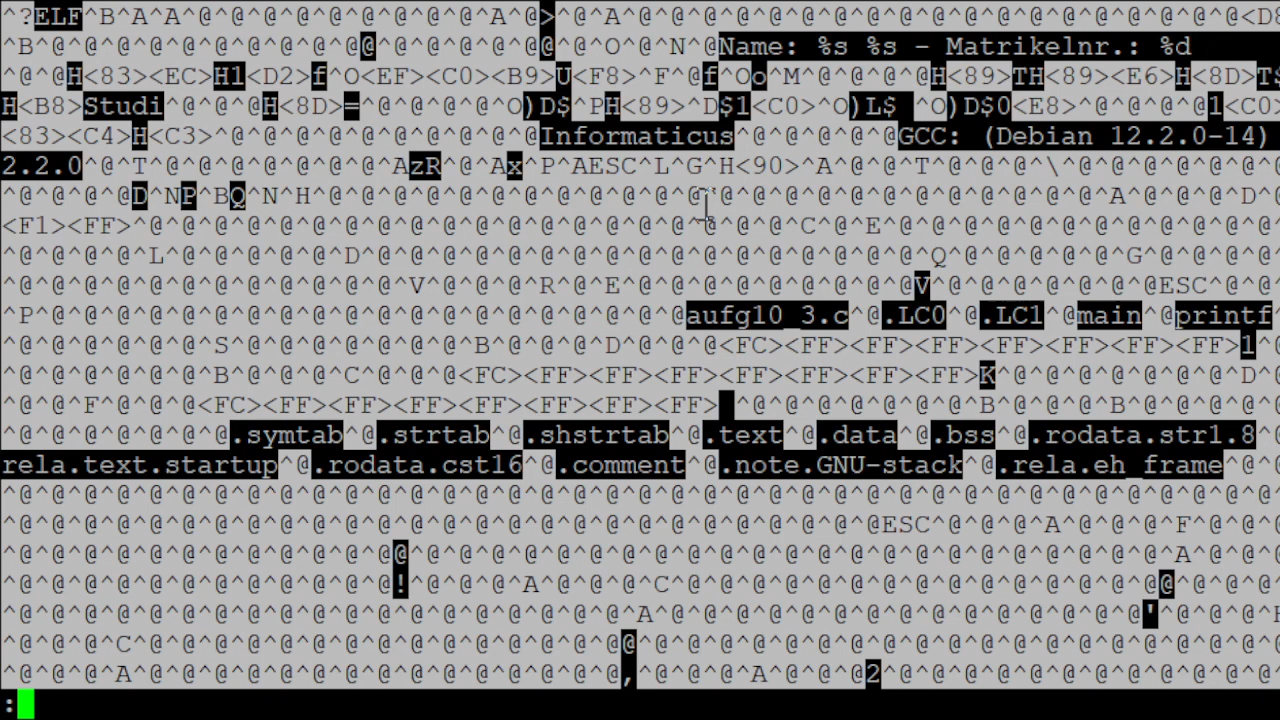 ^?ELF^B^A^A^@^@^@^@^@^@^@^@^@^A^@>^@^A^@^@^@^@^@^@^@^@^@^@^@^@^@^@^@^@^@^@^@<D
^B^@^@^@^@^@^@^@^@^@^@@^@^@^@^@^@@^@^O^@^N^@Name: %s %s - Matrikelnr.: %d
^@^@H<83><EC>H1<D2>f^O<EF><C0><B9>U<F8>^F^@f^Oo^M^@^@^@^@H<89>TH<89><E6>H<8D>T$
H<B8>Studi^@^@^@H<8D>=^@^@^@^@^O)D$^PH<89>^D$1<C0>^O)L$ ^O)D$0<E8>^@^@^@^@1<C0
<83><C4>H<C3>^@^@^@^@^@^@^@^@^@^@Informaticus^@^@^@^@^@GCC: (Debian 12.2.0-14)
2.2.0^@^T^@^@^@^@^@^@^@^AzR^@^Ax^P^AESC^L^G^H<90>^A^@^@^T^@^@^@^\^@^@^@^@^@^@^@
^@^@^@^@D^NP^BQ^N^H^@^@^@^@^@^@^@^@^@^@^@^@^@^@^@^@^@^@^@^@^@^@^@^@^A^@^@^@^D^@
<F1><FF>^@^@^@^@^@^@^@^@^@^@^@^@^@^@^@^@^@^@^@^@^C^@^E^@^@^@^@^@^@^@^@^@^@^@^@
^@^@^@^@^L^@^@^@^@^@^D^@^@^@^@^@^@^@^@^@^@^@^@^@^@^@^@^@^Q^@^@^@^@^@^G^@^@^@^@
^@^@^@^@^@^@^@^@^@^@^@^@^V^@^@^@^R^@^E^@^@^@^@^@^@^@^@^@V^@^@^@^@^@^@^@ESC^@^@
^P^@^@^@^@^@^@^@^@^@^@^@^@^@^@^@^@^@^@^@^@aufg10_3.c^@.LC0^@.LC1^@main^@printf
^@^@^@^@^@^@^S^@^@^@^@^@^@^@^B^@^@^@^D^@^@^@<FC><FF><FF><FF><FF><FF><FF><FF>1^@
^@^@^@^@^@^@^B^@^@^@^C^@^@^@<FC><FF><FF><FF><FF><FF><FF><FF>K^@^@^@^@^@^@^@^D^@
^@^@^F^@^@^@<FC><FF><FF><FF><FF><FF><FF><FF> ^@^@^@^@^@^@^@^B^@^@^@^B^@^@^@^@^@
^@^@^@^@^@^@^@.symtab^@.strtab^@.shstrtab^@.text^@.data^@.bss^@.rodata.str1.8
rela.text.startup^@.rodata.cst16^@.comment^@.note.GNU-stack^@.rela.eh_frame^@^@
^@^@^@^@^@^@^@^@^@^@^@^@^@^@^@^@^@^@^@^@^@^@^@^@^@^@^@^@^@^@^@^@^@^@^@^@^@^@^@
^@^@^@^@^@^@^@^@^@^@^@^@^@^@^@^@^@^@^@^@^@^@^@^@^@^@^@ESC^@^@^@^A^@^@^@^F^@^@^@
^@^@^@^@^@^@^@^@^@^@^@^@@^@^@^@^@^@^@^@^@^@^@^@^@^@^@^@^@^@^@^@^@^@^@^@^A^@^@^@
^@^@^@^@^@^@^@^@^@^@^@^@!^@^@^@^A^@^@^@^C^@^@^@^@^@^@^@^@^@^@^@^@^@^@^@@^@^@^@
^@^@^@^@^@^@^@^@^@^@^@^@^@^@^@^@^@^@^@^A^@^@^@^@^@^@^@^@^@^@^@^@^@^@^@'^@^@^@
^@^@^@^C^@^@^@^@^@^@^@^@^@^@^@^@^@^@^@@^@^@^@^@^@^@^@^@^@^@^@^@^@^@^@^@^@^@^@
^@^@^@^A^@^@^@^@^@^@^@^@^@^@^@^@^@^@^@,^@^@^@^A^@^@^@2^@^@^@^@^@^@^@^@^@^@^@^@
: